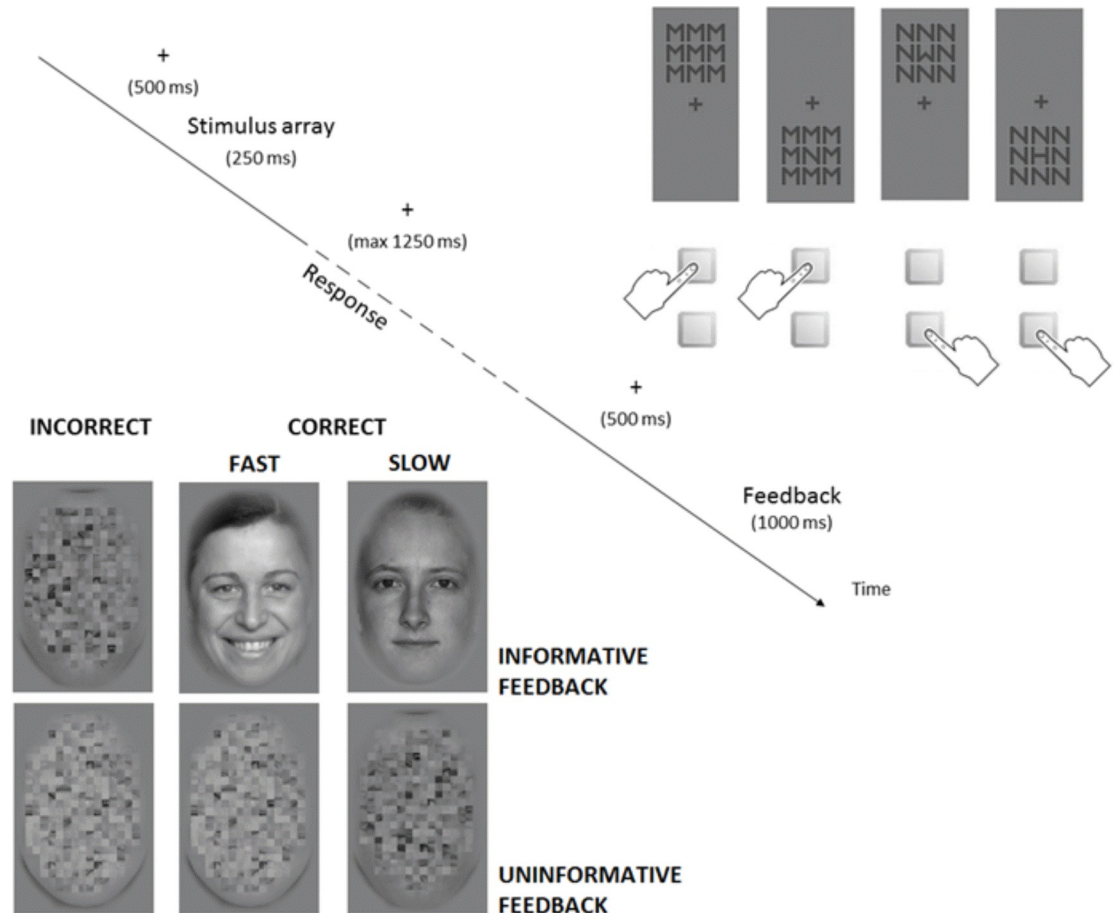 +
(500 ms)
Stimulus array
(250 ms)
+
(max 1250 ms)
Response
+
(500 ms)
Feedback
(1000 ms)
Time
MMM
MMM
MMM
+
+
MMM
MNM
MMM
NNN
NWN
NNN
+
+
NNN
NHN
NNN
INCORRECT CORRECT
FAST SLOW
INFORMATIVE
FEEDBACK
UNINFORMATIVE
FEEDBACK